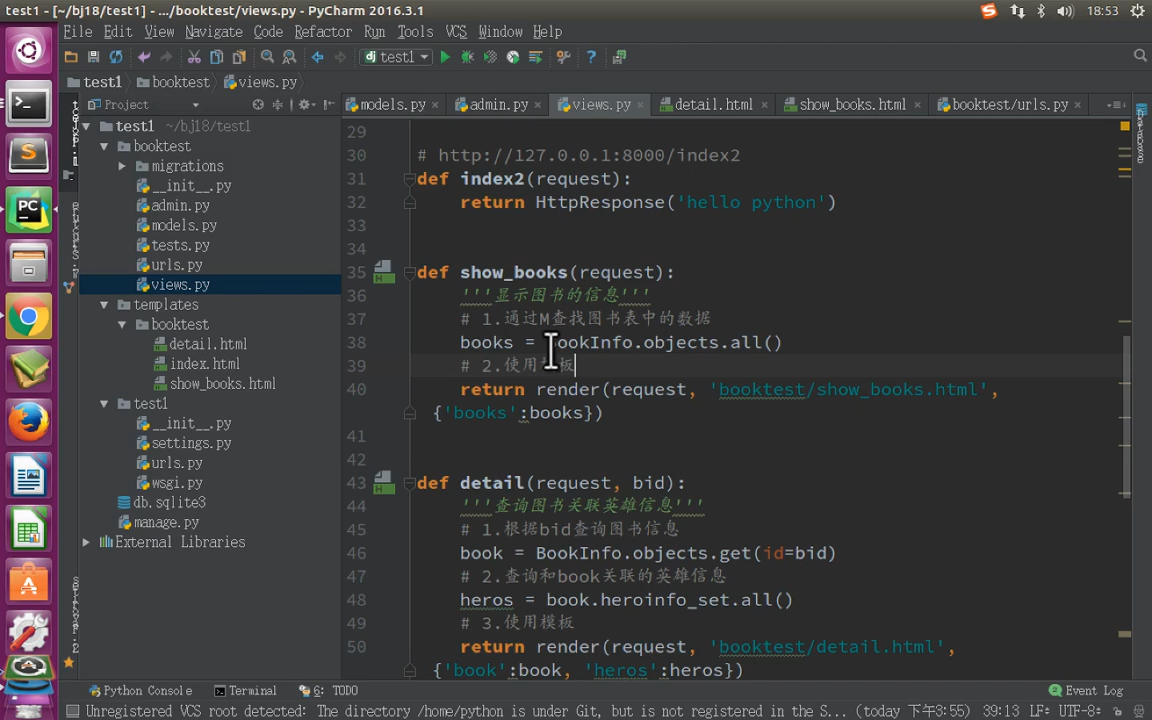 test1 - [~/bj18/test1] - .../booktest/views.py - PyCharm 2016.3.1
18:53
File Edit View Navigate Code Refactor Run Tools VCS Window Help
test1
test1 booktest views.py
Project
models.py admin.py views.py detail.html show_books.html booktest/urls.py
test1 ~/bj18/test1
booktest
migrations
__init__.py
admin.py
models.py
tests.py
urls.py
views.py
templates
booktest
detail.html
index.html
show_books.html
test1
__init__.py
settings.py
urls.py
wsgi.py
db.sqlite3
manage.py
External Libraries
29
30 # http://127.0.0.1:8000/index2
31 def index2(request):
32 return HttpResponse('hello python')
33
34
35 def show_books(request):
36 '''显示图书的信息'''
37 # 1.通过M查找图书表中的数据
38 books = BookInfo.objects.all()
39 # 2.使用模板
40 return render(request, 'booktest/show_books.html',
{'books':books})
41
42
43 def detail(request, bid):
44 '''查询图书关联英雄信息'''
45 # 1.根据bid查询图书信息
46 book = BookInfo.objects.get(id=bid)
47 # 2.查询和book关联的英雄信息
48 heros = book.heroinfo_set.all()
49 # 3.使用模板
50 return render(request, 'booktest/detail.html',
{'book':book, 'heros':heros})
Python Console Terminal 6: TODO Event Log
Unregistered VCS root detected: The directory /home/python is under Git, but is not registered in the S... (today 下午3:55) 39:13 LF÷ UTF-8÷